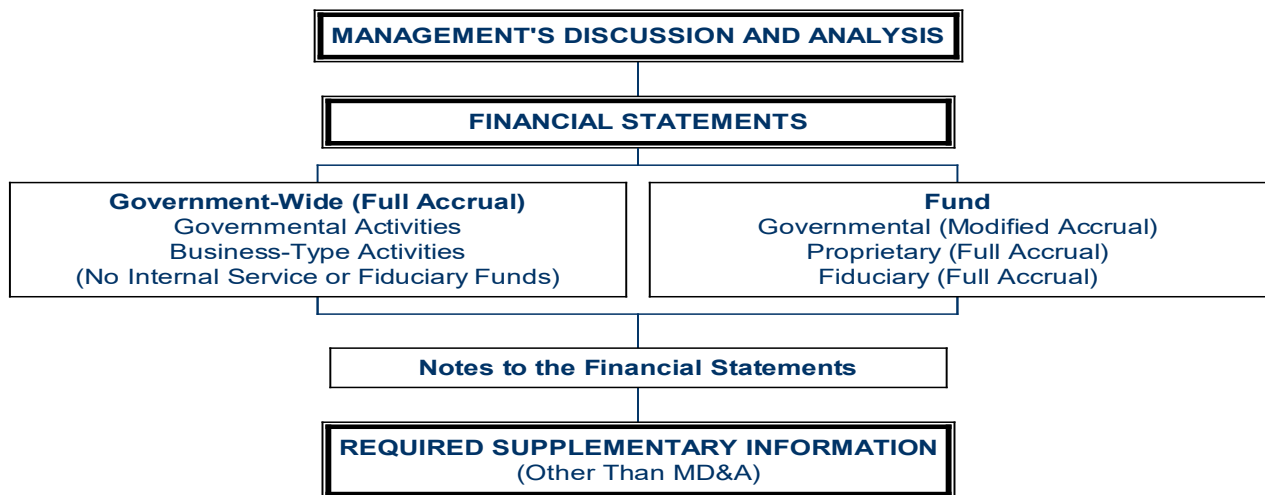 MANAGEMENT'S DISCUSSION AND ANALYSIS
FINANCIAL STATEMENTS
Government-Wide (Full Accrual)
Governmental Activities
Business-Type Activities
(No Internal Service or Fiduciary Funds)
Fund
Governmental (Modified Accrual)
Proprietary (Full Accrual)
Fiduciary (Full Accrual)
Notes to the Financial Statements
REQUIRED SUPPLEMENTARY INFORMATION
(Other Than MD&A)